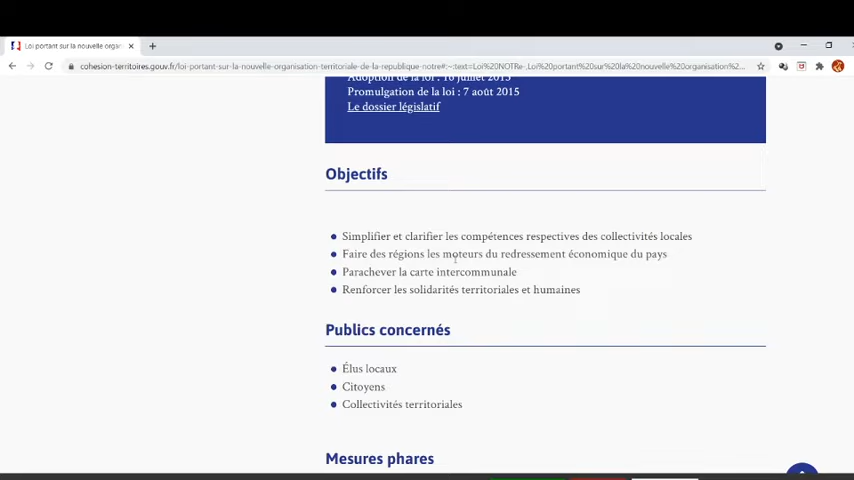 Loi portant sur la nouvelle organ
cohesion-territoires.gouv.fr/loi-portant-sur-la-nouvelle-organisation-territoriale-de-la-republique-notre#:~:text=Loi%20NOTRe-,Loi%20portant%20sur%20la%20nouvelle%20organisation%2...
Adoption de la loi : 16 juillet 2015
Promulgation de la loi : 7 août 2015
Le dossier législatif
Objectifs
Simplifier et clarifier les compétences respectives des collectivités locales
Faire des régions les moteurs du redressement économique du pays
Parachever la carte intercommunale
Renforcer les solidarités territoriales et humaines
Publics concernés
Élus locaux
Citoyens
Collectivités territoriales
Mesures phares